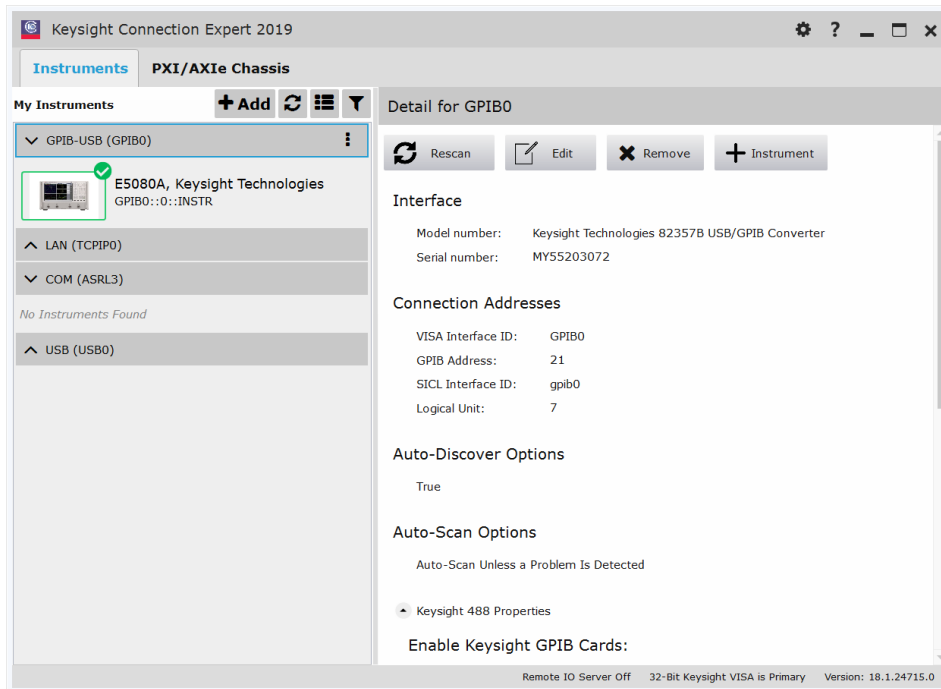 Keysight Connection Expert 2019
?
Instruments PXI/AXIe Chassis
My Instruments
Add
Detail for GPIB0
GPIB-USB (GPIB0)
Rescan Edit Remove Instrument
E5080A, Keysight Technologies
GPIB0::0::INSTR
LAN (TCPIP0)
COM (ASRL3)
No Instruments Found
USB (USB0)
Interface
Model number: Keysight Technologies 82357B USB/GPIB Converter
Serial number: MY55203072
Connection Addresses
VISA Interface ID: GPIB0
GPIB Address: 21
SICL Interface ID: gpib0
Logical Unit: 7
Auto-Discover Options
True
Auto-Scan Options
Auto-Scan Unless a Problem Is Detected
Keysight 488 Properties
Enable Keysight GPIB Cards:
Remote IO Server Off 32-Bit Keysight VISA is Primary Version: 18.1.24715.0